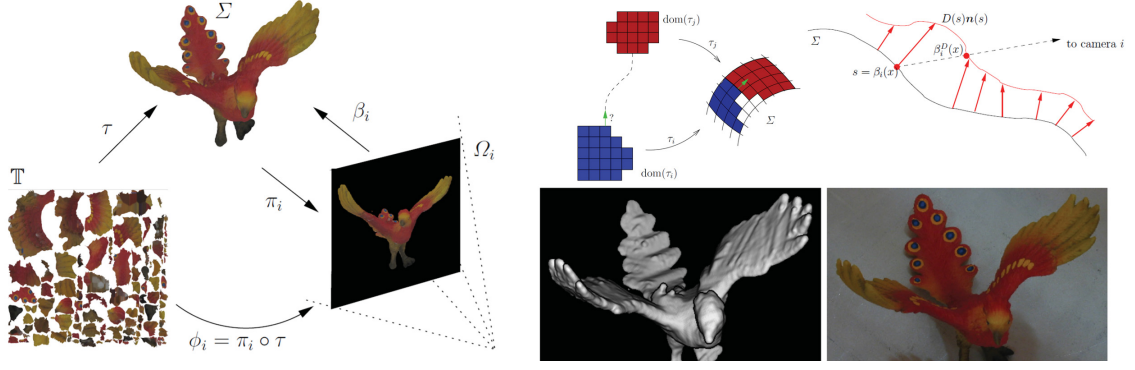 Σ
τ
β_i
Ω_i
𝕋
π_i
ϕ_i = π_i ∘ τ
dom(τ_j)
τ_j
?
Σ
τ_i
dom(τ_i)
Σ
D(s)n(s)
β_i^D(x)
to camera i
s = β_i(x)